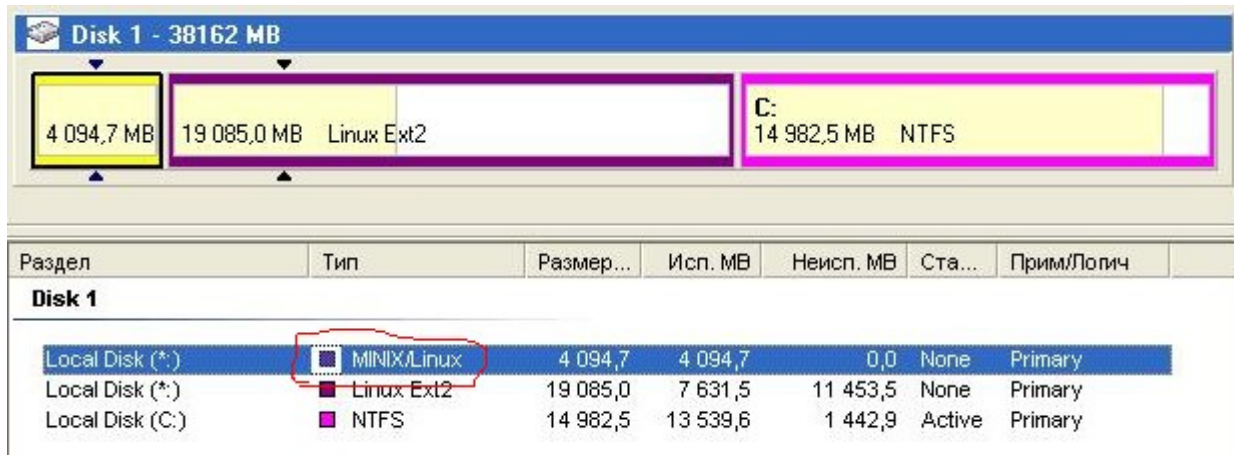 Disk 1 - 38162 MB
4 094,7 MB
19 085,0 MB Linux Ext2
C:
14 982,5 MB NTFS
Раздел Тип Размер... Исп. MB Неисп. MB Ста... Прим/Логич
Disk 1
Local Disk (*:) MINIX/Linux 4 094,7 4 094,7 0,0 None Primary
Local Disk (*:) Linux Ext2 19 085,0 7 631,5 11 453,5 None Primary
Local Disk (C:) NTFS 14 982,5 13 539,6 1 442,9 Active Primary